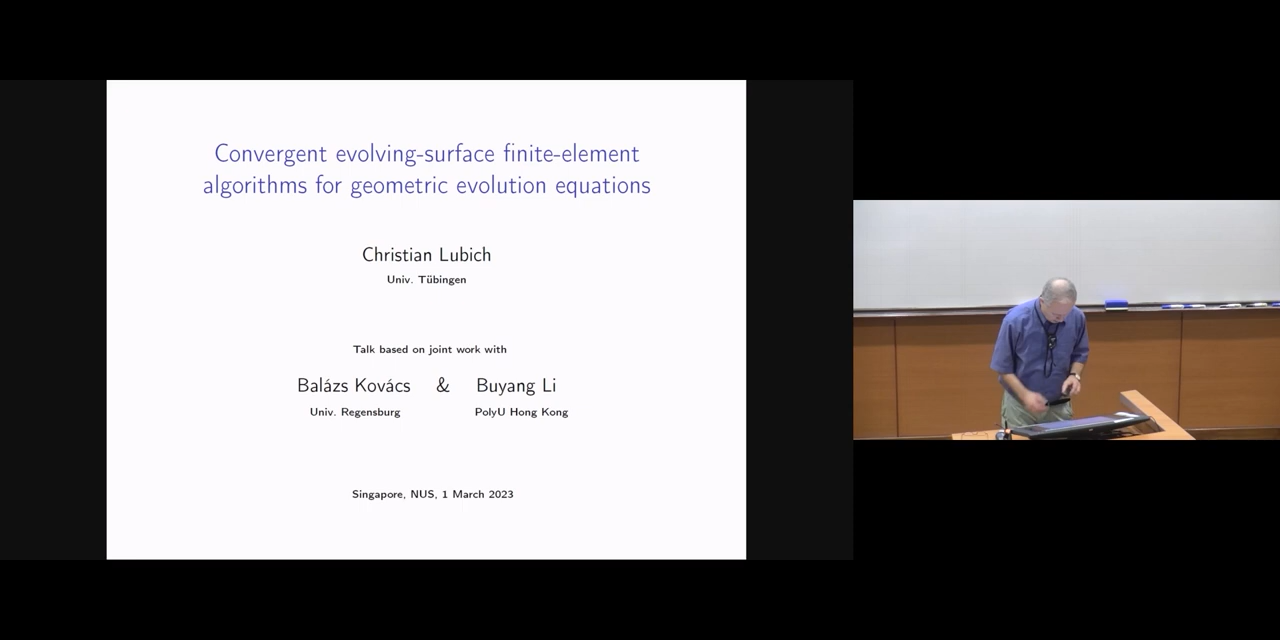 Convergent evolving-surface finite-element
algorithms for geometric evolution equations
Christian Lubich
Univ. Tübingen
Talk based on joint work with
Balázs Kovács & Buyang Li
Univ. Regensburg PolyU Hong Kong
Singapore, NUS, 1 March 2023